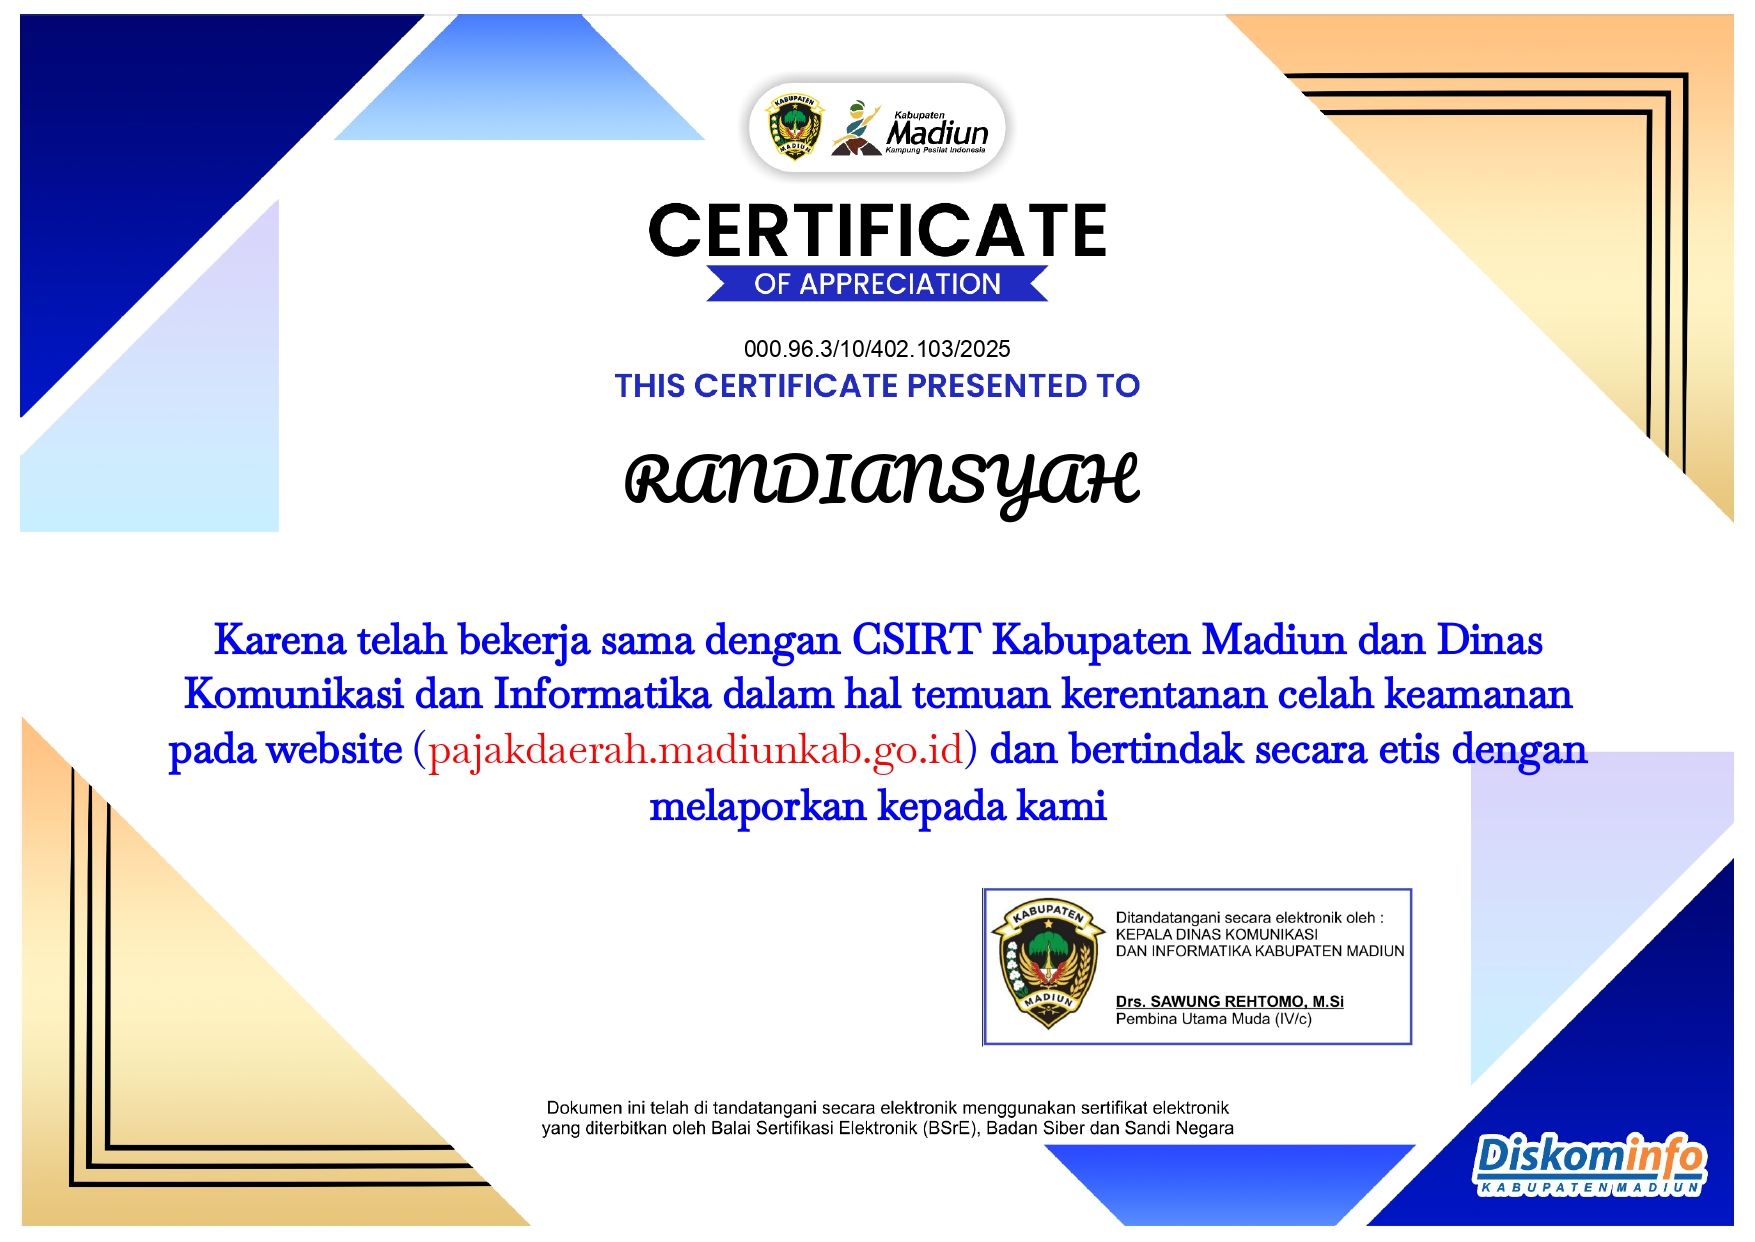 KABUPATEN
MADIUN
Kabupaten
Madiun
Kampung Pesilat Indonesia
CERTIFICATE
OF APPRECIATION
000.96.3/10/402.103/2025
THIS CERTIFICATE PRESENTED TO
RANDIANSYAH
Karena telah bekerja sama dengan CSIRT Kabupaten Madiun dan Dinas
Komunikasi dan Informatika dalam hal temuan kerentanan celah keamanan
pada website (pajakdaerah.madiunkab.go.id) dan bertindak secara etis dengan
melaporkan kepada kami
KABUPATEN
MADIUN
Ditandatangani secara elektronik oleh :
KEPALA DINAS KOMUNIKASI
DAN INFORMATIKA KABUPATEN MADIUN
Drs. SAWUNG REHTOMO, M.Si
Pembina Utama Muda (IV/c)
Dokumen ini telah di tandatangani secara elektronik menggunakan sertifikat elektronik
yang diterbitkan oleh Balai Sertifikasi Elektronik (BSrE), Badan Siber dan Sandi Negara
Diskominfo
KABUPATEN MADIUN